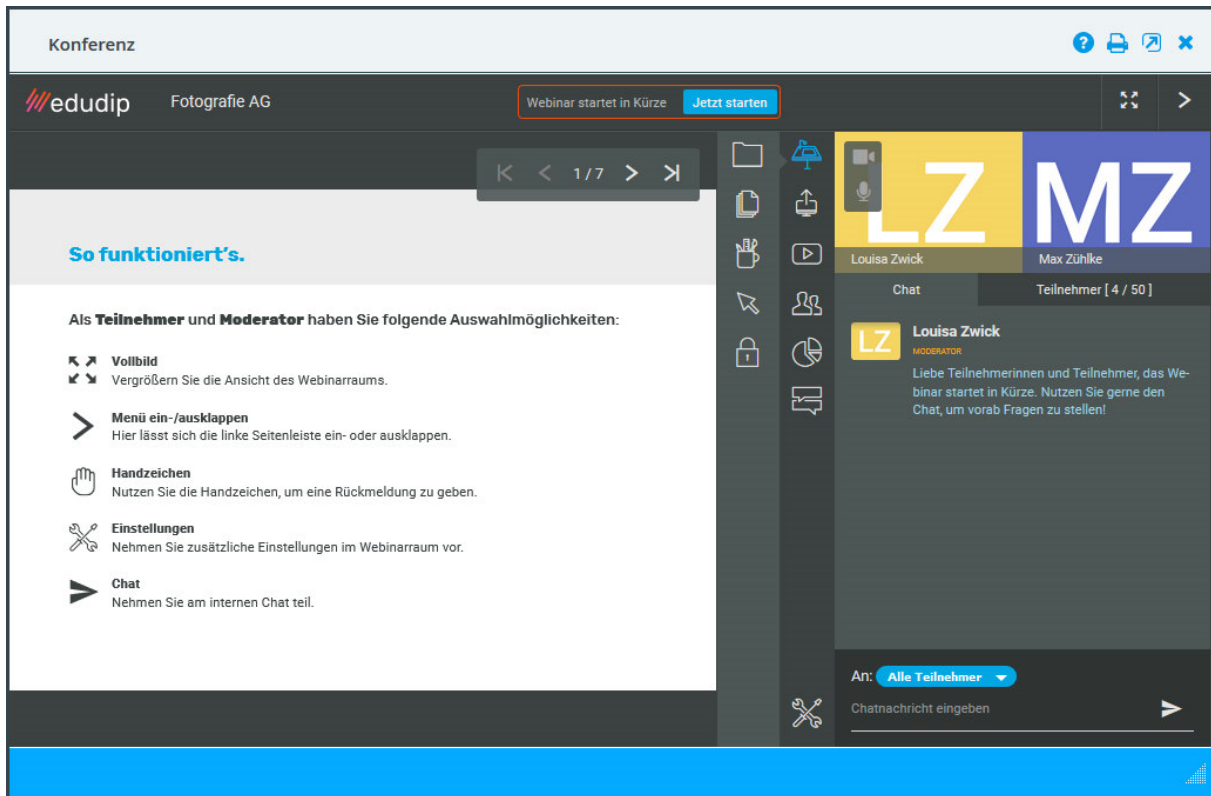 Konferenz
edudip
Fotografie AG
Webinar startet in Kürze
Jetzt starten
1 / 7
So funktioniert's.
Als Teilnehmer und Moderator haben Sie folgende Auswahlmöglichkeiten:
Vollbild
Vergrößern Sie die Ansicht des Webinarraums.
Menü ein-/ausklappen
Hier lässt sich die linke Seitenleiste ein- oder ausklappen.
Handzeichen
Nutzen Sie die Handzeichen, um eine Rückmeldung zu geben.
Einstellungen
Nehmen Sie zusätzliche Einstellungen im Webinarraum vor.
Chat
Nehmen Sie am internen Chat teil.
LZ
MZ
Louisa Zwick
Max Zühlke
Chat
Teilnehmer [ 4 / 50 ]
LZ
Louisa Zwick
MODERATOR
Liebe Teilnehmerinnen und Teilnehmer, das We-
binar startet in Kürze. Nutzen Sie gerne den
Chat, um vorab Fragen zu stellen!
An: Alle Teilnehmer
Chatnachricht eingeben